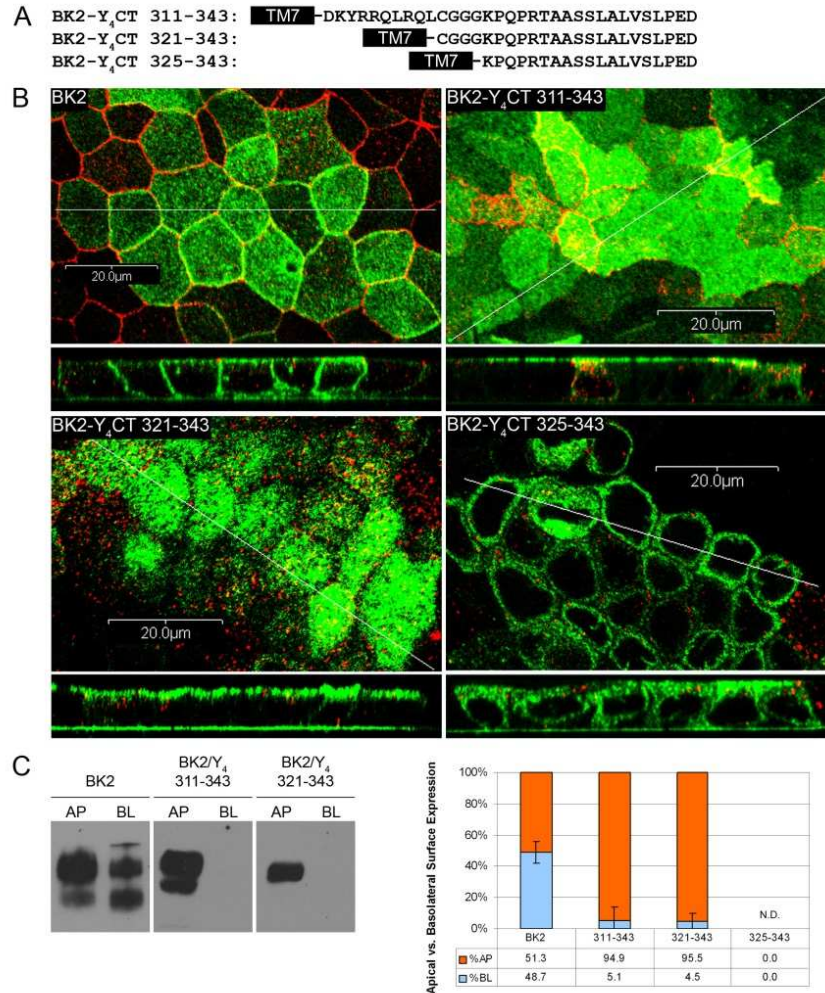 A
BK2-Y4CT 311-343: TM7-DKYRRQLRQLCGGGKPQPRTAASSLALVSLPED
BK2-Y4CT 321-343: TM7-CGGGKPQPRTAASSLALVSLPED
BK2-Y4CT 325-343: TM7-KPQPRTAASSLALVSLPED
B
BK2
20.0µm
BK2-Y4CT 311-343
20.0µm
BK2-Y4CT 321-343
20.0µm
BK2-Y4CT 325-343
20.0µm
C
BK2
AP BL
BK2/Y4
311-343
AP BL
BK2/Y4
321-343
AP BL
Apical vs. Basolateral Surface Expression
100%
80%
60%
40%
20%
0%
N.D.
BK2 311-343 321-343 325-343
%AP 51.3 94.9 95.5 0.0
%BL 48.7 5.1 4.5 0.0